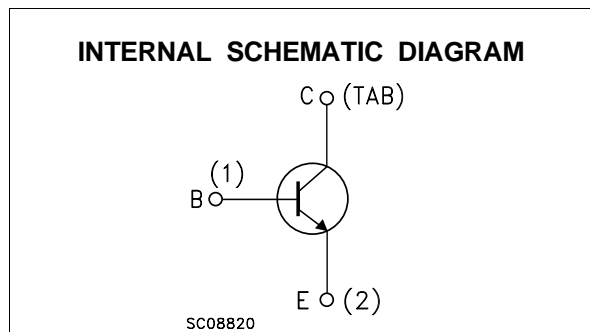 INTERNAL SCHEMATIC DIAGRAM
C (TAB)
(1)
B
E (2)
SC08820